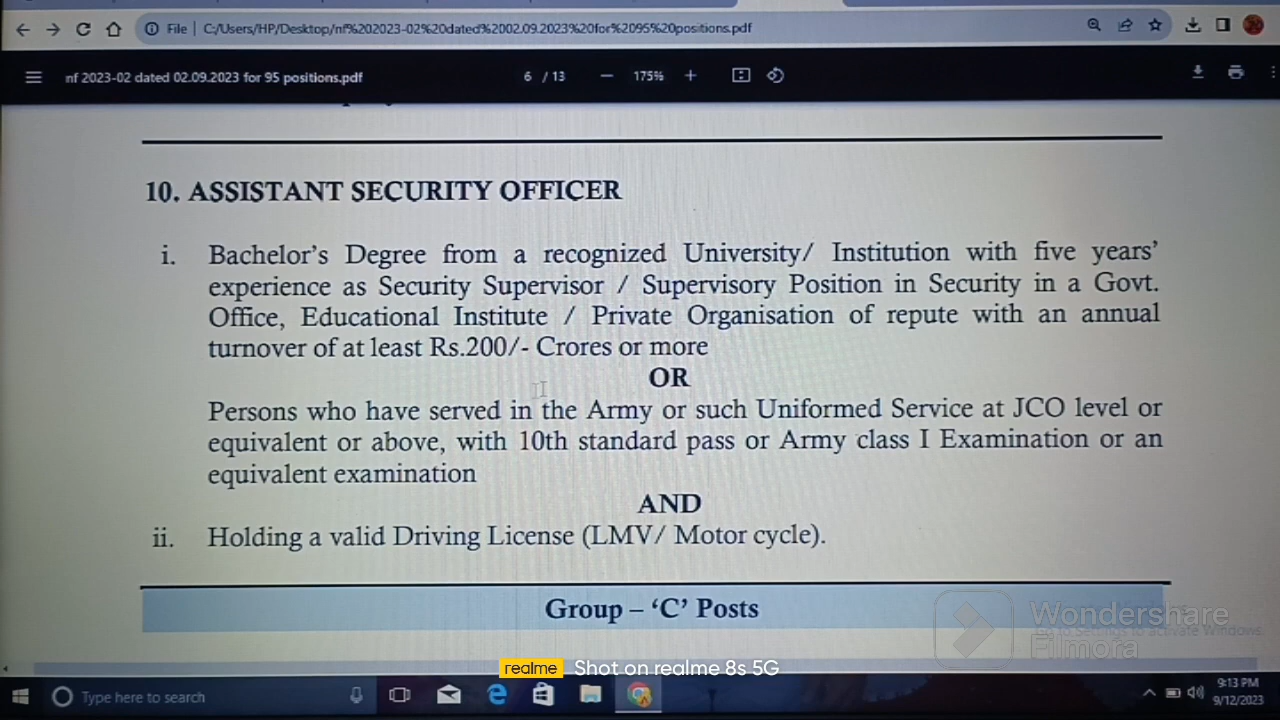 File
C:/Users/HP/Desktop/nf%202023-02%20dated%2002.09.2023%20for%2095%20positions.pdf
nf 2023-02 dated 02.09.2023 for 95 positions.pdf
6 / 13
175%
10. ASSISTANT SECURITY OFFICER
i. Bachelor's Degree from a recognized University/ Institution with five years'
experience as Security Supervisor / Supervisory Position in Security in a Govt.
Office, Educational Institute / Private Organisation of repute with an annual
turnover of at least Rs.200/- Crores or more
OR
Persons who have served in the Army or such Uniformed Service at JCO level or
equivalent or above, with 10th standard pass or Army class I Examination or an
equivalent examination
AND
ii. Holding a valid Driving License (LMV/ Motor cycle).
Group – 'C' Posts
Wondershare
Filmora
to Settings to activate Windows.
realme Shot on realme 8s 5G
Type here to search
9:13 PM
9/12/2023